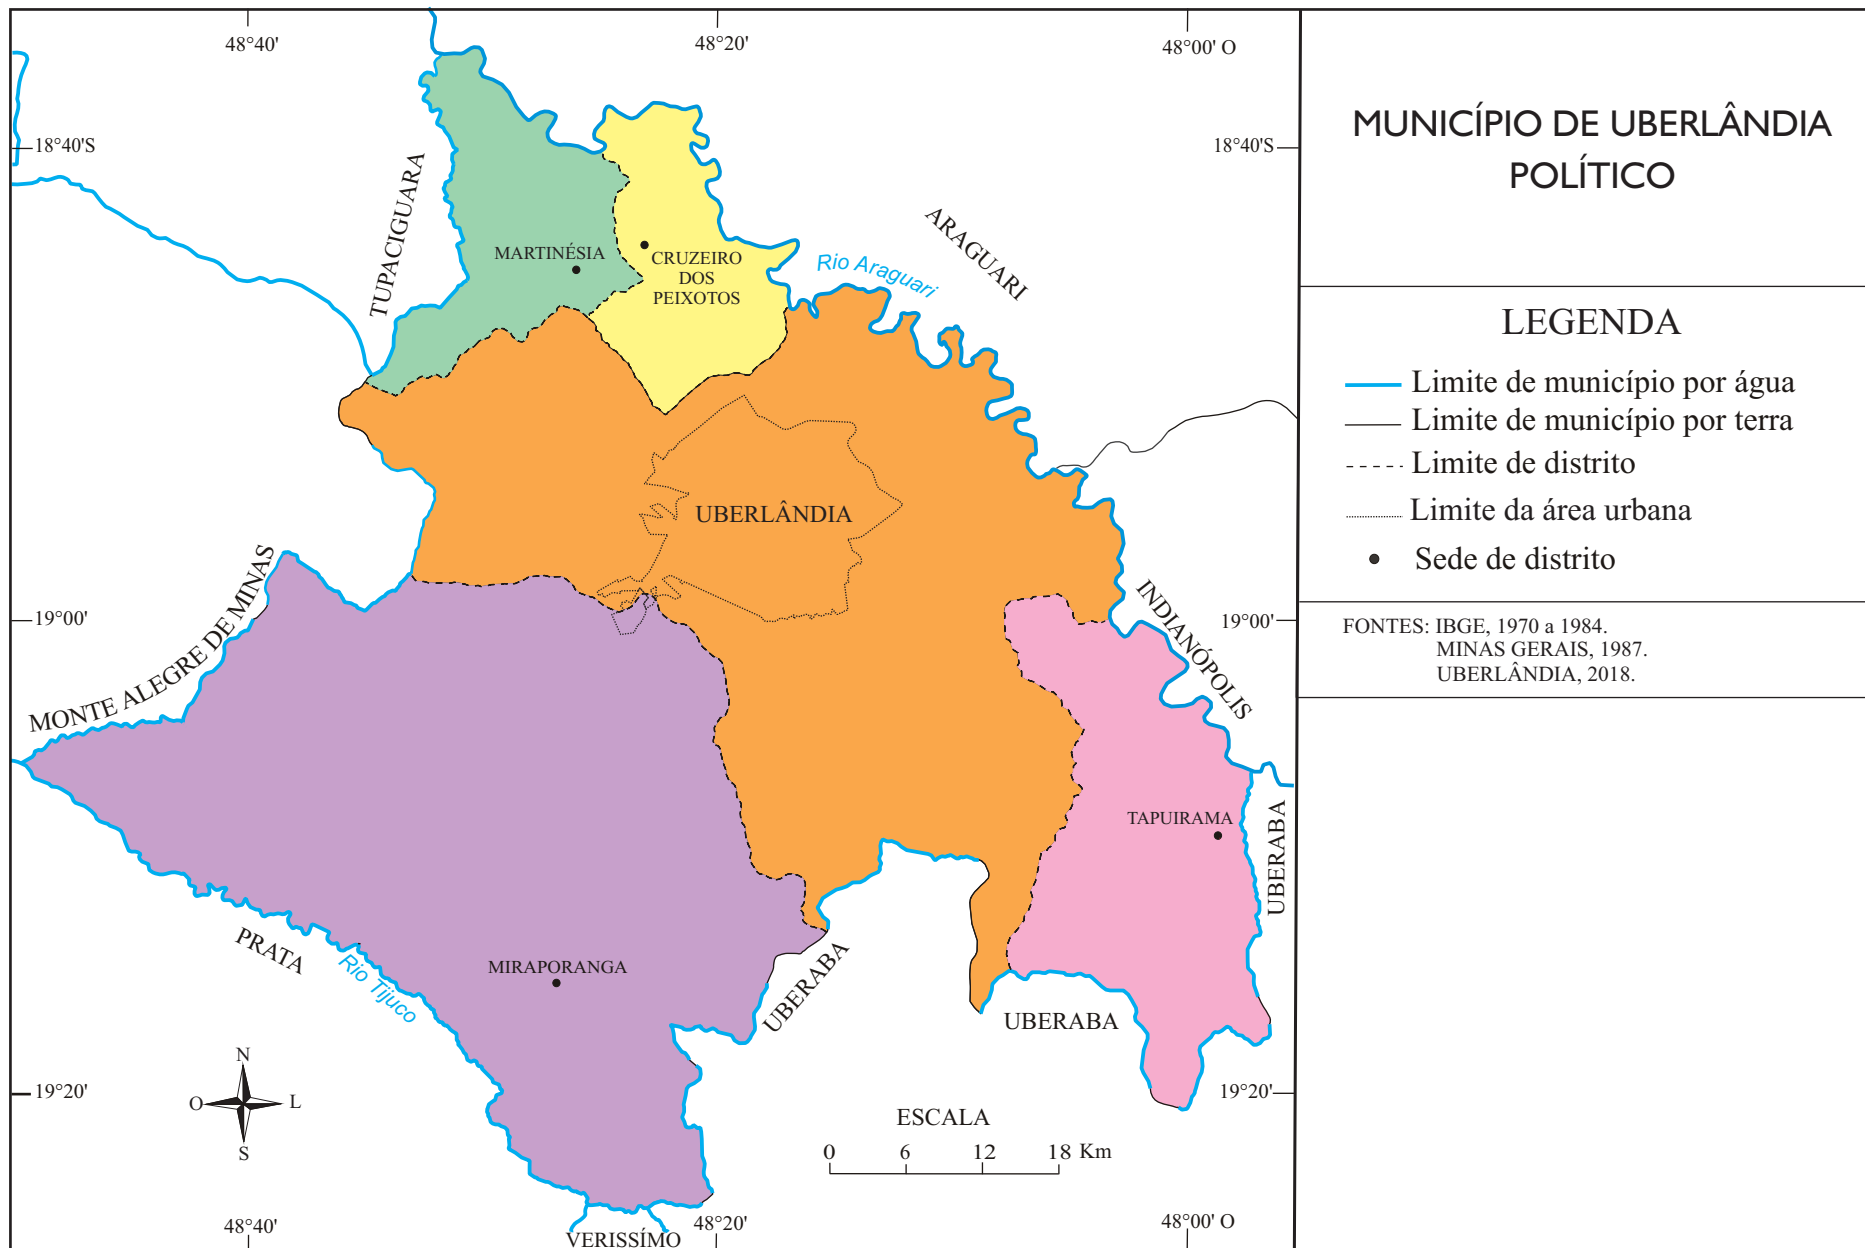 48°40'
48°20'
48°00' O
18°40'S
18°40'S
TUPACIGUARA
MARTINÉSIA
CRUZEIRO
DOS
PEIXOTOS
Rio Araguari
ARAGUARI
UBERLÂNDIA
MONTE ALEGRE DE MINAS
19°00'
19°00'
INDIANÓPOLIS
TAPUIRAMA
UBERABA
PRATA
Rio Tijuco
MIRAPORANGA
UBERABA
UBERABA
N
O
L
S
19°20'
19°20'
ESCALA
0 6 12 18 Km
48°40'
48°20'
48°00' O
VERISSÍMO
MUNICÍPIO DE UBERLÂNDIA
POLÍTICO
LEGENDA
Limite de município por água
Limite de município por terra
Limite de distrito
Limite da área urbana
Sede de distrito
FONTES: IBGE, 1970 a 1984.
MINAS GERAIS, 1987.
UBERLÂNDIA, 2018.